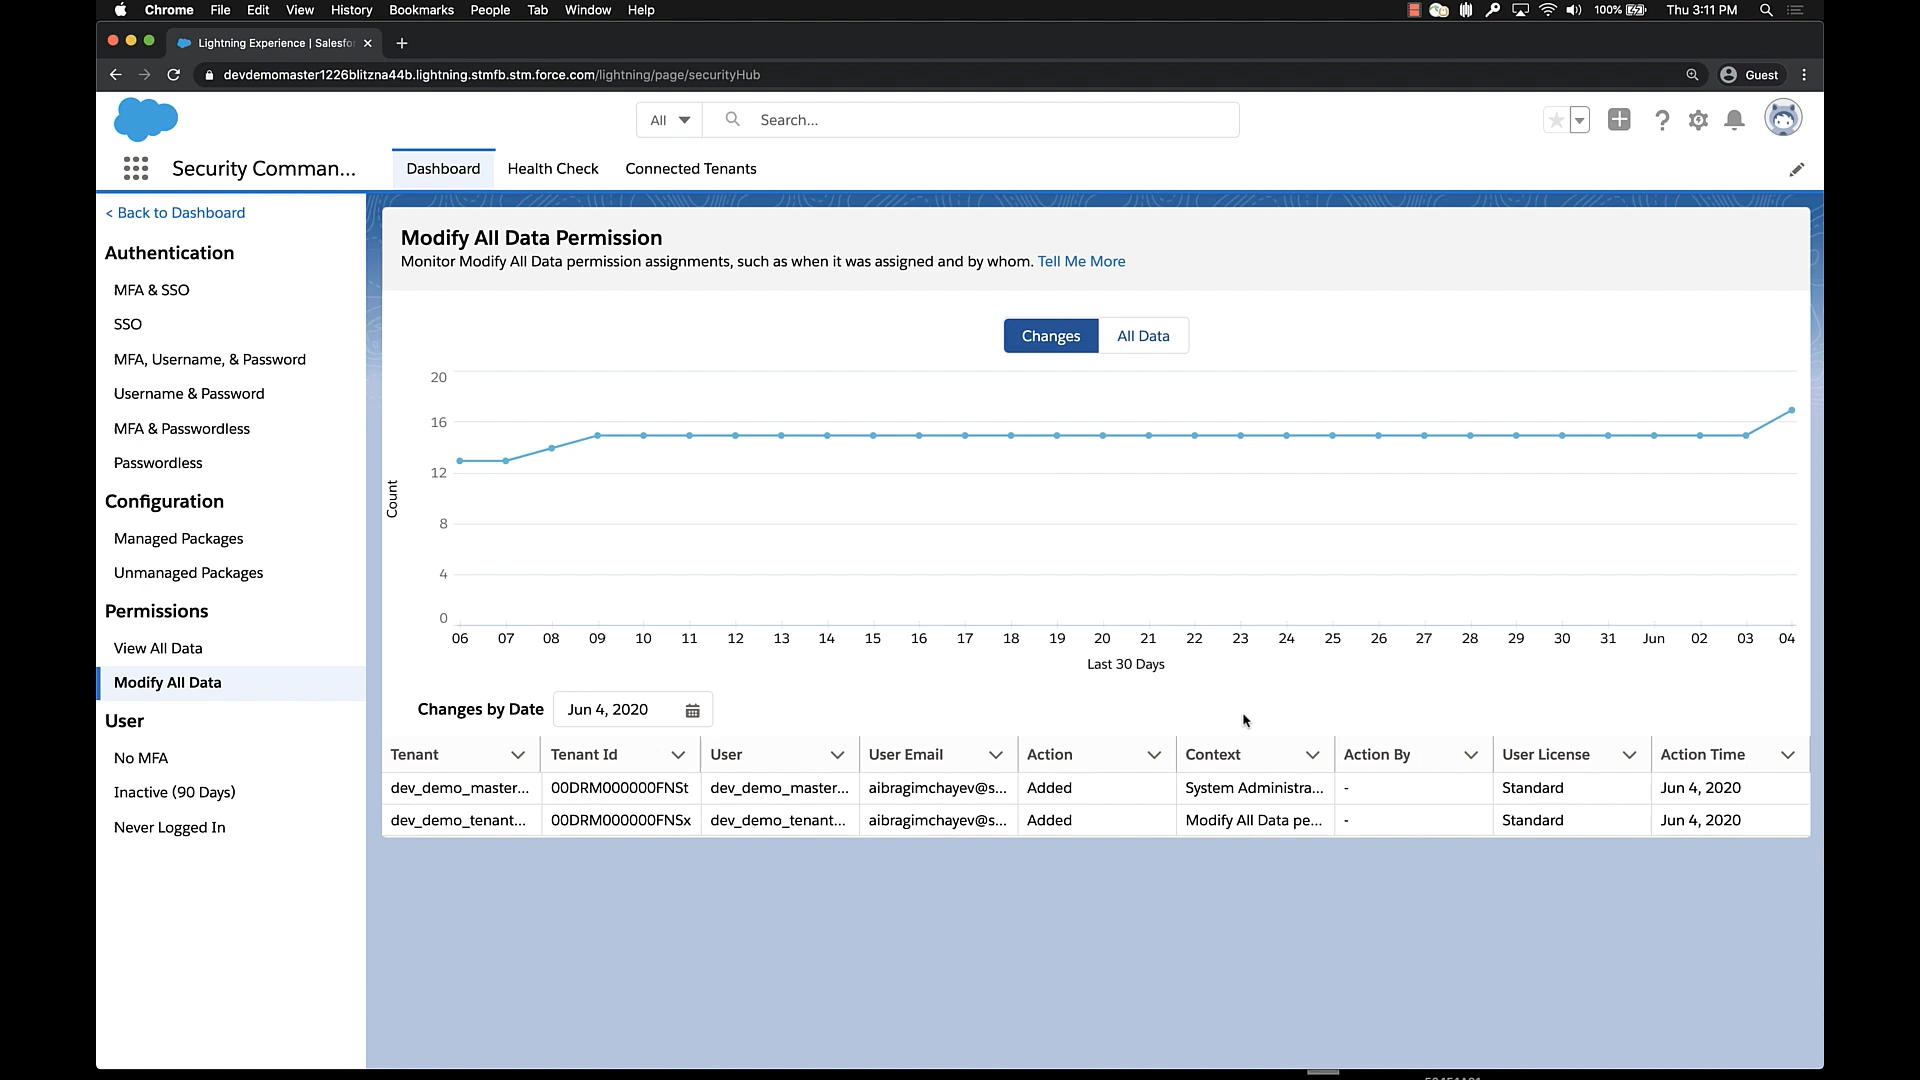 Chrome File Edit View History Bookmarks People Tab Window Help 100% Thu 3:11 PM
Lightning Experience | Salesfo
devdemomaster1226blitzna44b.lightning.stmfb.stm.force.com/lightning/page/securityHub Guest
All Search...
Security Comman... Dashboard Health Check Connected Tenants
< Back to Dashboard
Authentication
MFA & SSO
SSO
MFA, Username, & Password
Username & Password
MFA & Passwordless
Passwordless
Configuration
Managed Packages
Unmanaged Packages
Permissions
View All Data
Modify All Data
User
No MFA
Inactive (90 Days)
Never Logged In
Modify All Data Permission
Monitor Modify All Data permission assignments, such as when it was assigned and by whom. Tell Me More
Changes All Data
20
16
12
8
4
0
Count
06 07 08 09 10 11 12 13 14 15 16 17 18 19 20 21 22 23 24 25 26 27 28 29 30 31 Jun 02 03 04
Last 30 Days
Changes by Date Jun 4, 2020
Tenant Tenant Id User User Email Action Context Action By User License Action Time
dev_demo_master... 00DRM000000FNSt dev_demo_master... aibragimchayev@s... Added System Administra... - Standard Jun 4, 2020
dev_demo_tenant... 00DRM000000FNSx dev_demo_tenant... aibragimchayev@s... Added Modify All Data pe... - Standard Jun 4, 2020